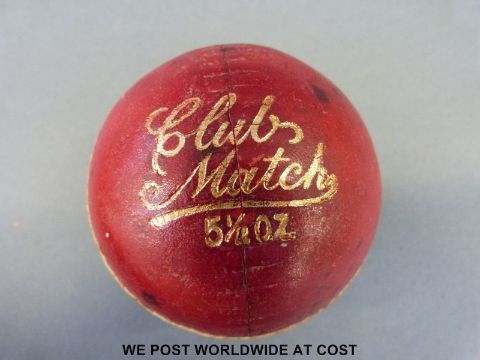 Club
Match
5½ OZ
WE POST WORLDWIDE AT COST